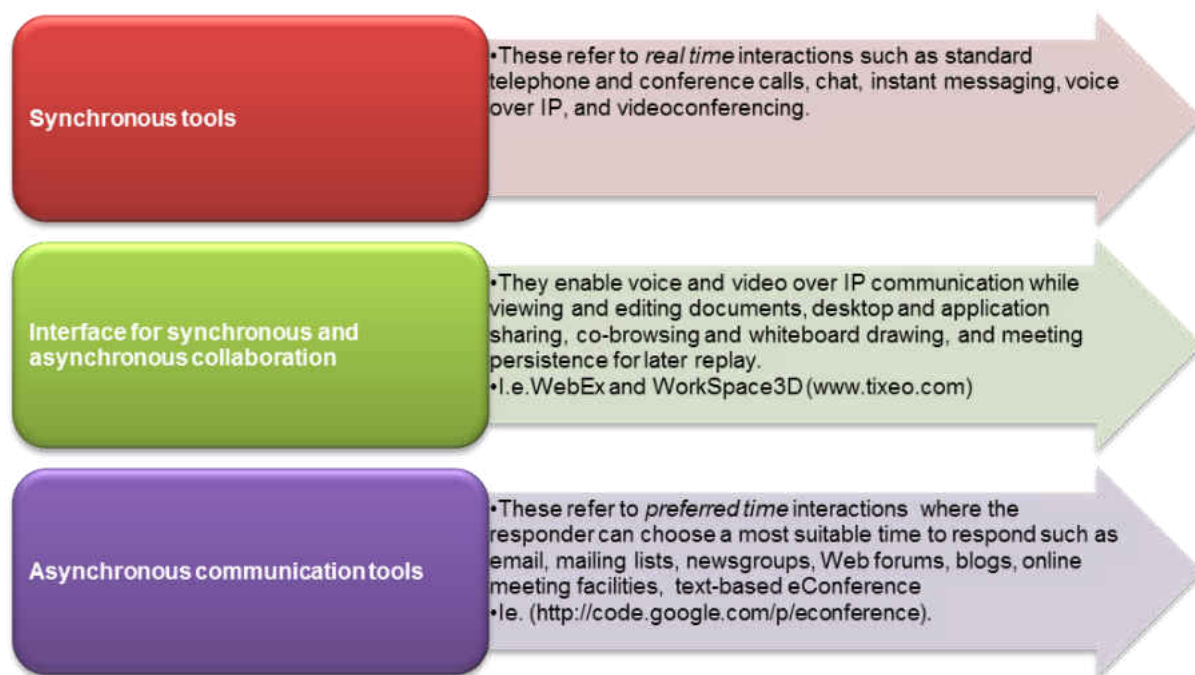 Synchronous tools
•These refer to real time interactions such as standard
telephone and conference calls, chat, instant messaging, voice
over IP, and videoconferencing.
Interface for synchronous and
asynchronous collaboration
•They enable voice and video over IP communication while
viewing and editing documents, desktop and application
sharing, co-browsing and whiteboard drawing, and meeting
persistence for later replay.
•I.e.WebEx and WorkSpace3D (www.tixeo.com)
Asynchronous communication tools
•These refer to preferred time interactions where the
responder can choose a most suitable time to respond such as
email, mailing lists, newsgroups, Web forums, blogs, online
meeting facilities, text-based eConference
•Ie. (http://code.google.com/p/econference).